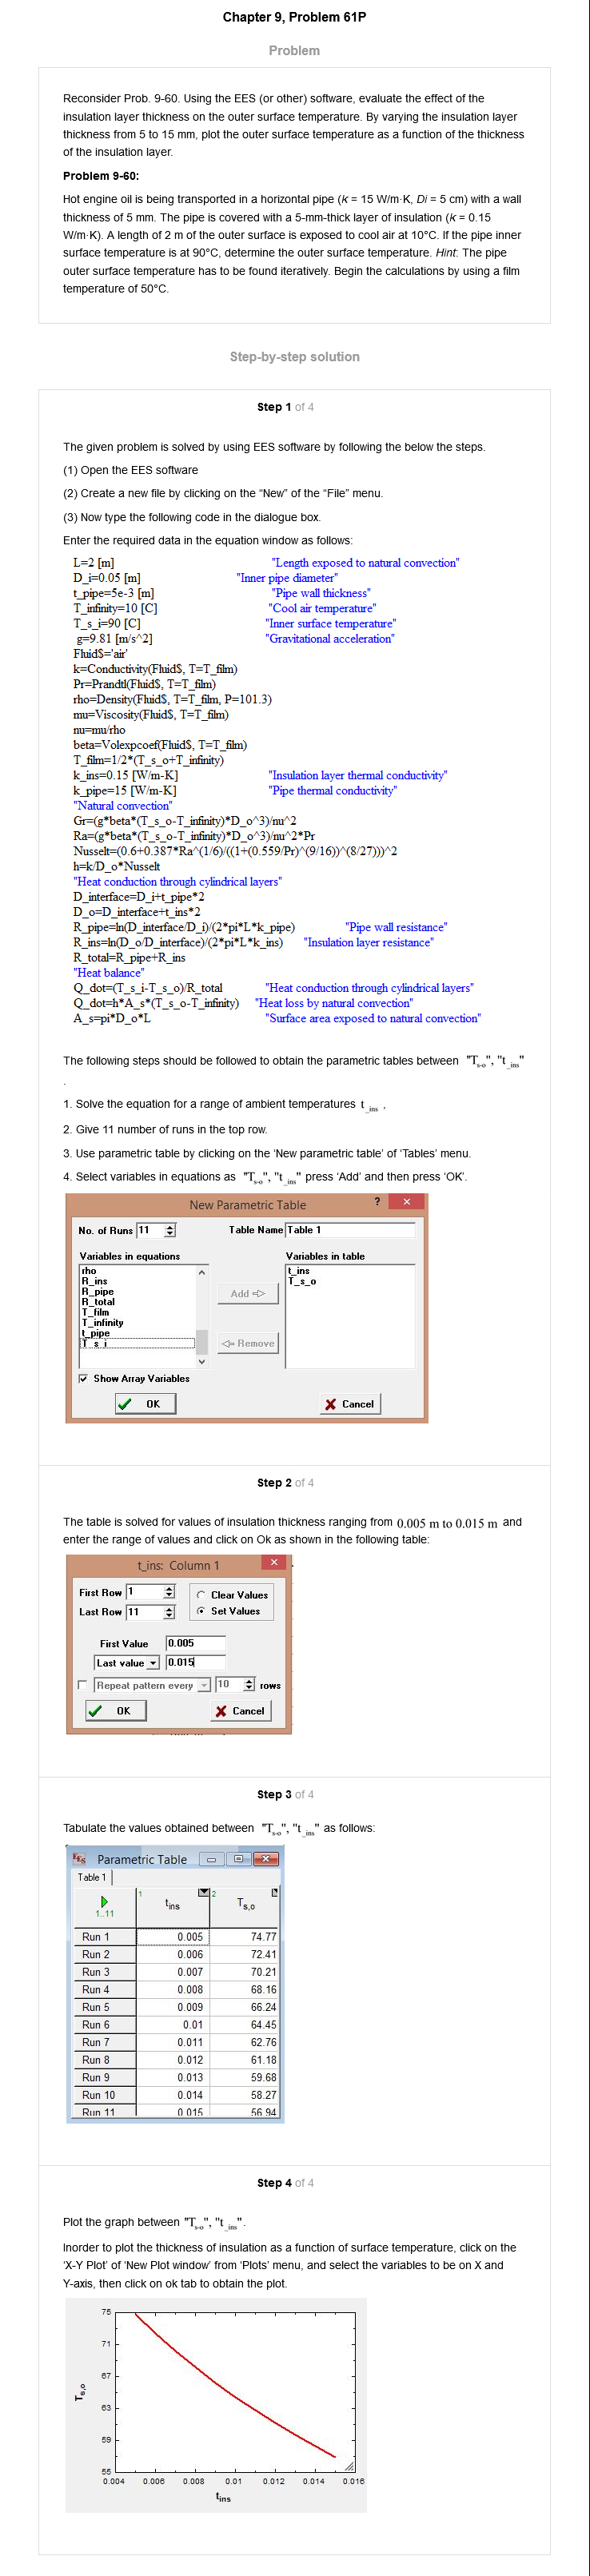 Chapter 9, Problem 61P
Problem
Reconsider Prob. 9-60. Using the EES (or other) software, evaluate the effect of the
insulation layer thickness on the outer surface temperature. By varying the insulation layer
thickness from 5 to 15 mm, plot the outer surface temperature as a function of the thickness
of the insulation layer.
Problem 9-60:
Hot engine oil is being transported in a horizontal pipe (k = 15 W/m·K, Di = 5 cm) with a wall
thickness of 5 mm. The pipe is covered with a 5-mm-thick layer of insulation (k = 0.15
W/m·K). A length of 2 m of the outer surface is exposed to cool air at 10°C. If the pipe inner
surface temperature is at 90°C, determine the outer surface temperature. Hint: The pipe
outer surface temperature has to be found iteratively. Begin the calculations by using a film
temperature of 50°C.
Step-by-step solution
Step 1 of 4
The given problem is solved by using EES software by following the below the steps.
(1) Open the EES software
(2) Create a new file by clicking on the “New” of the “File” menu.
(3) Now type the following code in the dialogue box.
Enter the required data in the equation window as follows:
L=2 [m] "Length exposed to natural convection"
D_i=0.05 [m] "Inner pipe diameter"
t_pipe=5e-3 [m] "Pipe wall thickness"
T_infinity=10 [C] "Cool air temperature"
T_s_i=90 [C] "Inner surface temperature"
g=9.81 [m/s^2] "Gravitational acceleration"
Fluid$='air'
k=Conductivity(Fluid$, T=T_film)
Pr=Prandtl(Fluid$, T=T_film)
rho=Density(Fluid$, T=T_film, P=101.3)
mu=Viscosity(Fluid$, T=T_film)
nu=mu/rho
beta=Volexpcoef(Fluid$, T=T_film)
T_film=1/2*(T_s_o+T_infinity)
k_ins=0.15 [W/m-K] "Insulation layer thermal conductivity"
k_pipe=15 [W/m-K] "Pipe thermal conductivity"
"Natural convection"
Gr=(g*beta*(T_s_o-T_infinity)*D_o^3)/nu^2
Ra=(g*beta*(T_s_o-T_infinity)*D_o^3)/nu^2*Pr
Nusselt=(0.6+0.387*Ra^(1/6)/((1+(0.559/Pr)^(9/16))^(8/27)))^2
h=k/D_o*Nusselt
"Heat conduction through cylindrical layers"
D_interface=D_i+t_pipe*2
D_o=D_interface+t_ins*2
R_pipe=ln(D_interface/D_i)/(2*pi*L*k_pipe) "Pipe wall resistance"
R_ins=ln(D_o/D_interface)/(2*pi*L*k_ins) "Insulation layer resistance"
R_total=R_pipe+R_ins
"Heat balance"
Q_dot=(T_s_i-T_s_o)/R_total "Heat conduction through cylindrical layers"
Q_dot=h*A_s*(T_s_o-T_infinity) "Heat loss by natural convection"
A_s=pi*D_o*L "Surface area exposed to natural convection"
The following steps should be followed to obtain the parametric tables between "T_s-o", "t_ins"
.
1. Solve the equation for a range of ambient temperatures t_ins .
2. Give 11 number of runs in the top row.
3. Use parametric table by clicking on the ‘New parametric table’ of ‘Tables’ menu.
4. Select variables in equations as "T_s-o", "t_ins" press ‘Add’ and then press ‘OK’.
New Parametric Table ? x
No. of Runs 11 Table Name Table 1
Variables in equations Variables in table
rho t_ins
R_ins T_s_o
R_pipe
R_total Add
T_film
T_infinity
t_pipe
T_s_i Remove
Show Array Variables
OK Cancel
Step 2 of 4
The table is solved for values of insulation thickness ranging from 0.005 m to 0.015 m and
enter the range of values and click on Ok as shown in the following table:
t_ins: Column 1 x
First Row 1 Clear Values
Last Row 11 Set Values
First Value 0.005
Last value 0.015
Repeat pattern every 10 rows
OK Cancel
Step 3 of 4
Tabulate the values obtained between "T_s-o", "t_ins" as follows:
EES Parametric Table
Table 1
1..11 1 tins 2 Ts,o
Run 1 0.005 74.77
Run 2 0.006 72.41
Run 3 0.007 70.21
Run 4 0.008 68.16
Run 5 0.009 66.24
Run 6 0.01 64.45
Run 7 0.011 62.76
Run 8 0.012 61.18
Run 9 0.013 59.68
Run 10 0.014 58.27
Run 11 0.015 56.94
Step 4 of 4
Plot the graph between "T_s-o", "t_ins".
Inorder to plot the thickness of insulation as a function of surface temperature, click on the
‘X-Y Plot’ of ‘New Plot window’ from ‘Plots’ menu, and select the variables to be on X and
Y-axis, then click on ok tab to obtain the plot.
75
71
67
Ts,o
63
59
55
0.004 0.006 0.008 0.01 0.012 0.014 0.016
tins